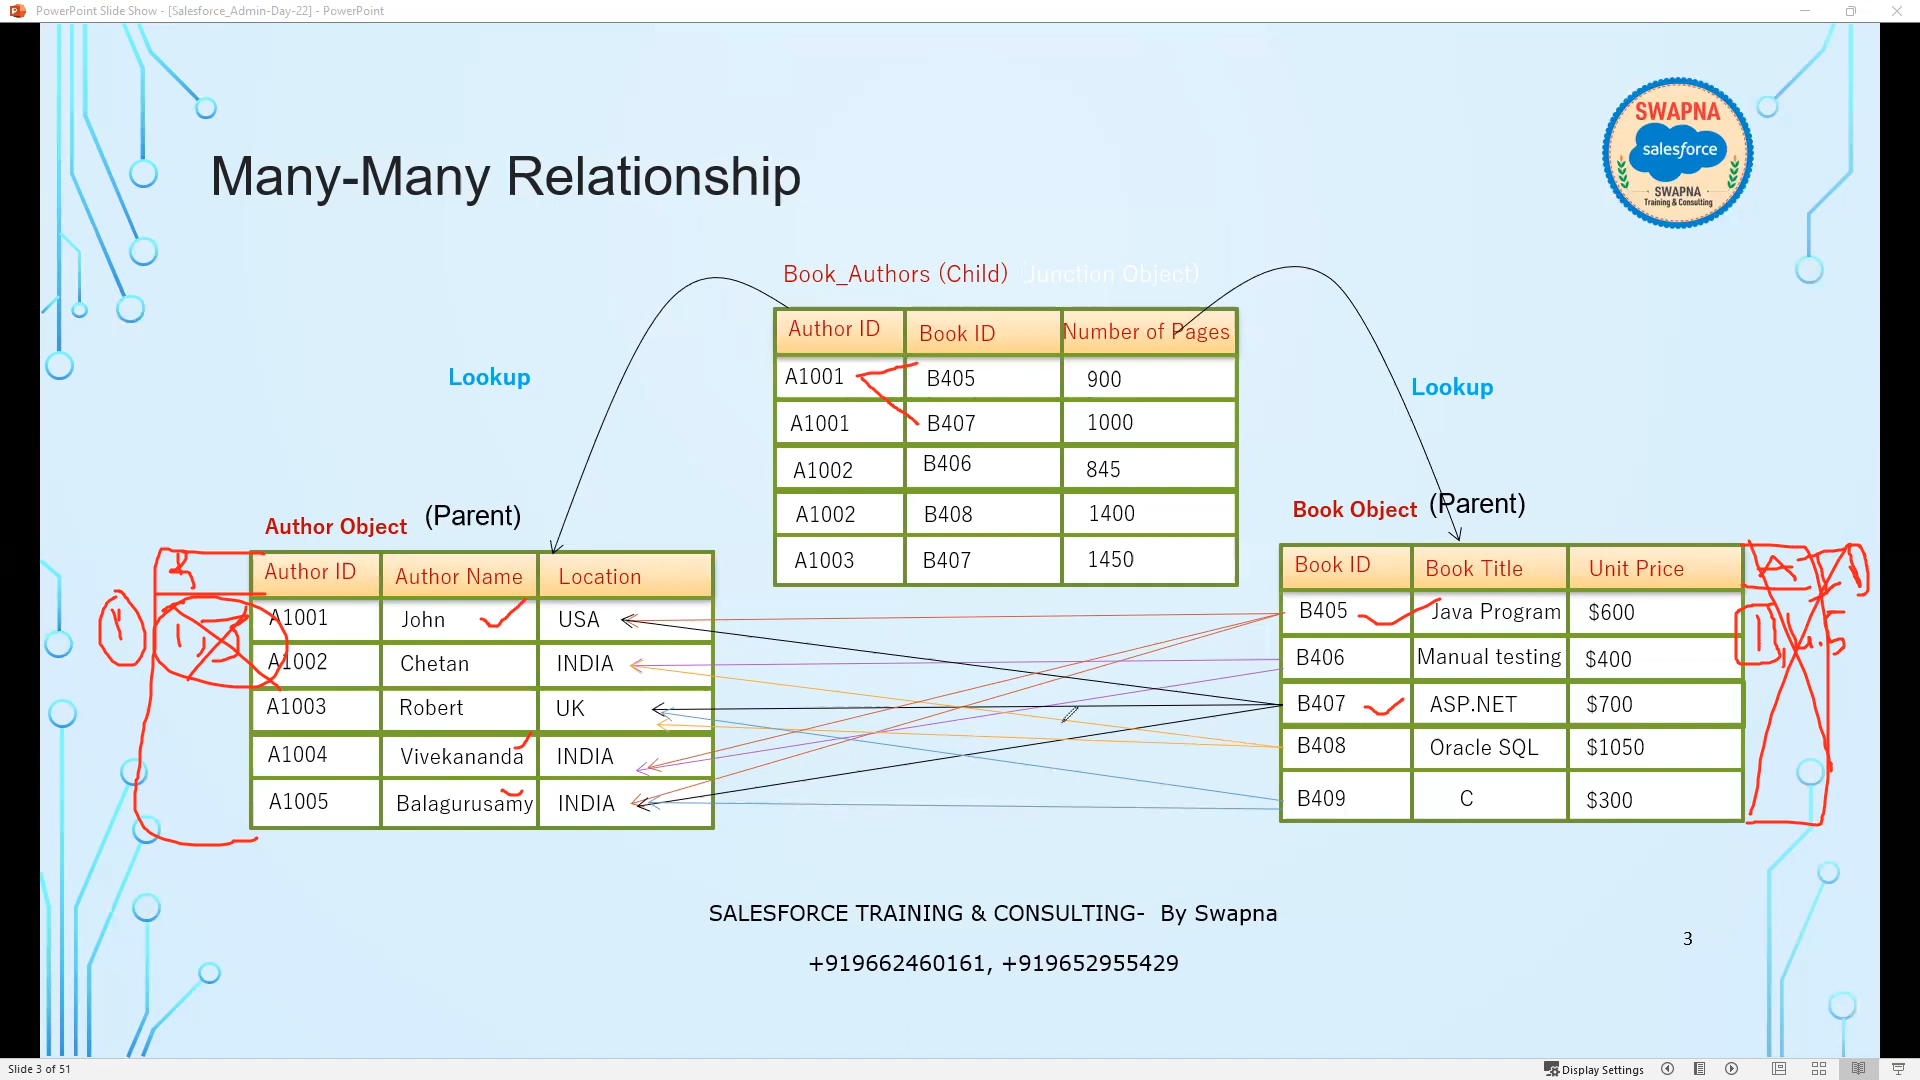 PowerPoint Slide Show - [Salesforce_Admin-Day-22] - PowerPoint
SWAPNA
salesforce
SWAPNA
Training & Consulting
Many-Many Relationship
Book_Authors (Child) (Junction Object)
Author ID Book ID Number of Pages
A1001 B405 900
A1001 B407 1000
A1002 B406 845
A1002 B408 1400
A1003 B407 1450
Lookup
Lookup
Author Object (Parent)
Author ID Author Name Location
A1001 John USA
A1002 Chetan INDIA
A1003 Robert UK
A1004 Vivekananda INDIA
A1005 Balagurusamy INDIA
Book Object (Parent)
Book ID Book Title Unit Price
B405 Java Program $600
B406 Manual testing $400
B407 ASP.NET $700
B408 Oracle SQL $1050
B409 C $300
SALESFORCE TRAINING & CONSULTING- By Swapna
+919662460161, +919652955429
3
Slide 3 of 51
Display Settings